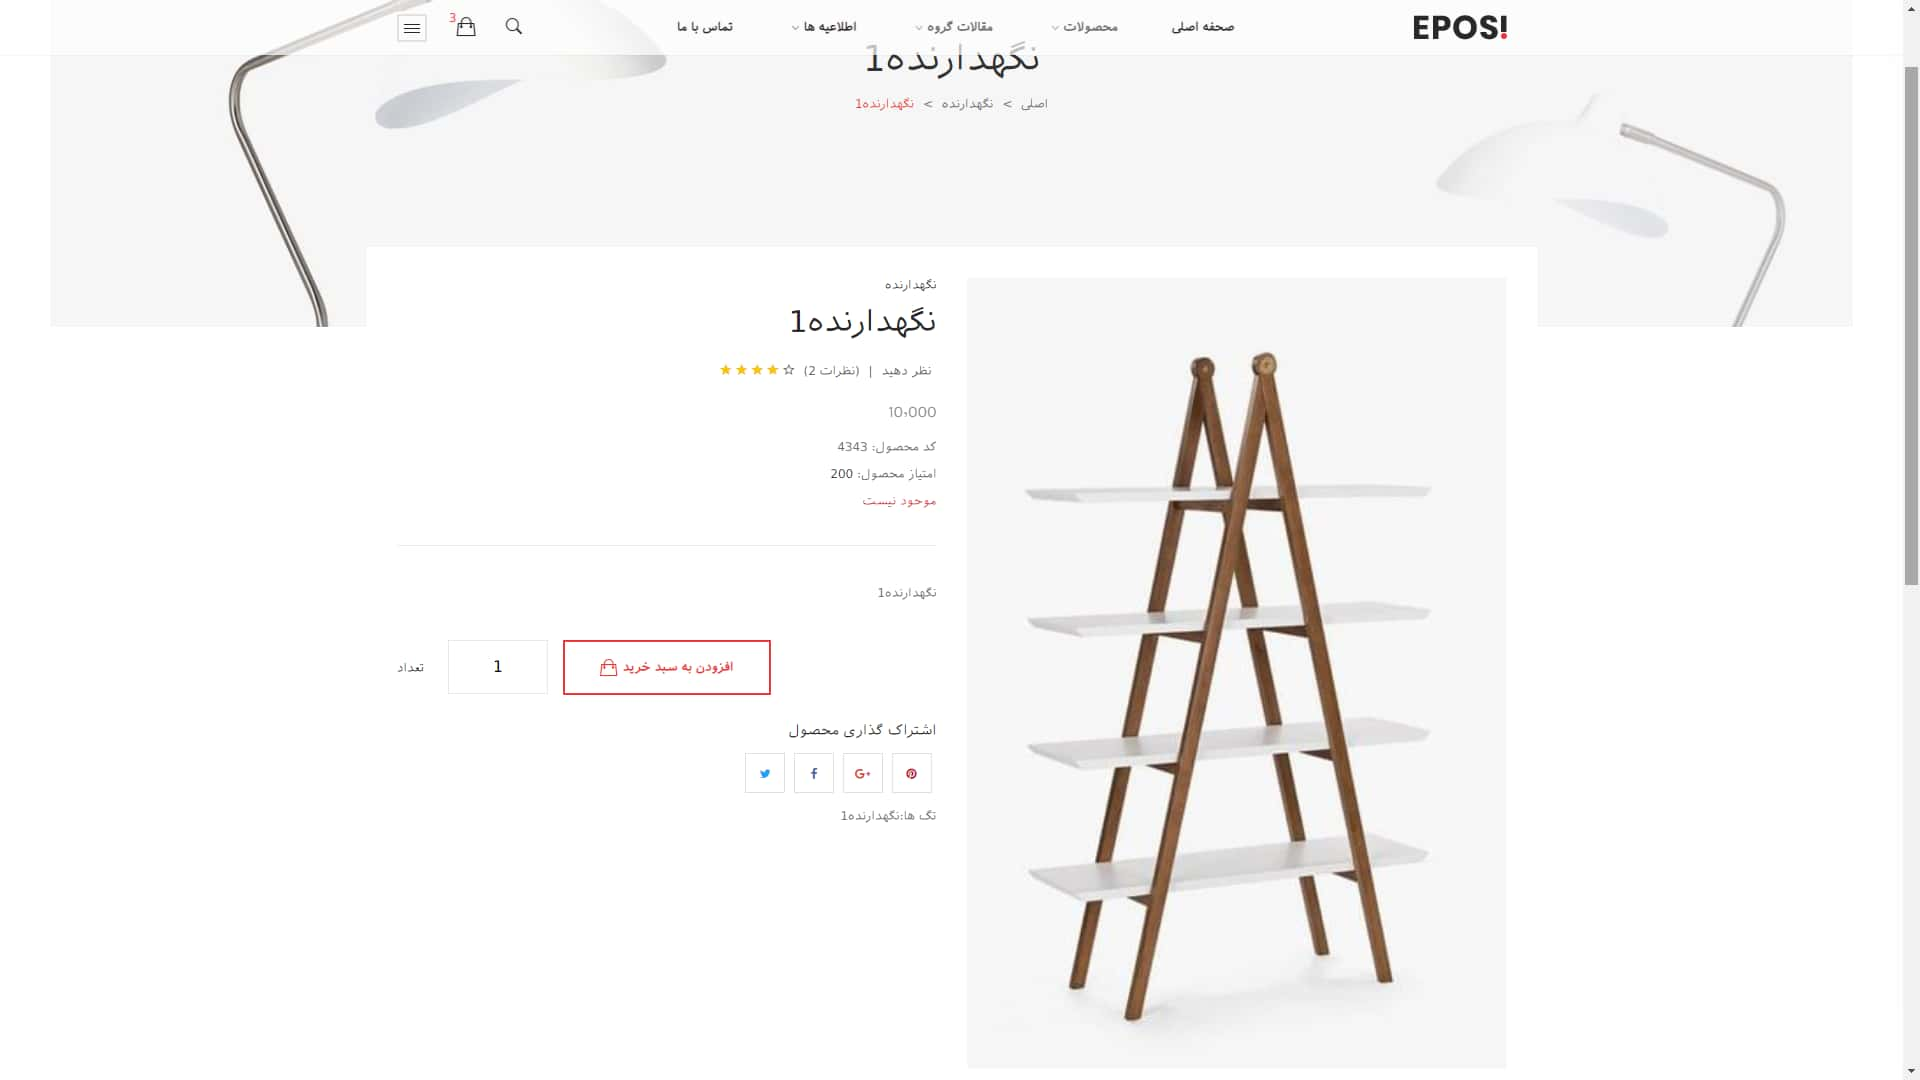 EPOS!
صحفه اصلی
محصولات
مقالات گروه
اطلاعیه ها
تماس با ما
3
نگهدارنده1
اصلی > نگهدارنده > نگهدارنده1
نگهدارنده
نگهدارنده1
نظر دهید | (نظرات 2)
10,000
کد محصول: 4343
امتیاز محصول: 200
موحود نیست
نگهدارنده1
افزودن به سبد خرید
1
تعداد
اشتراک گذاری محصول
G+
تگ ها:نگهدارنده1